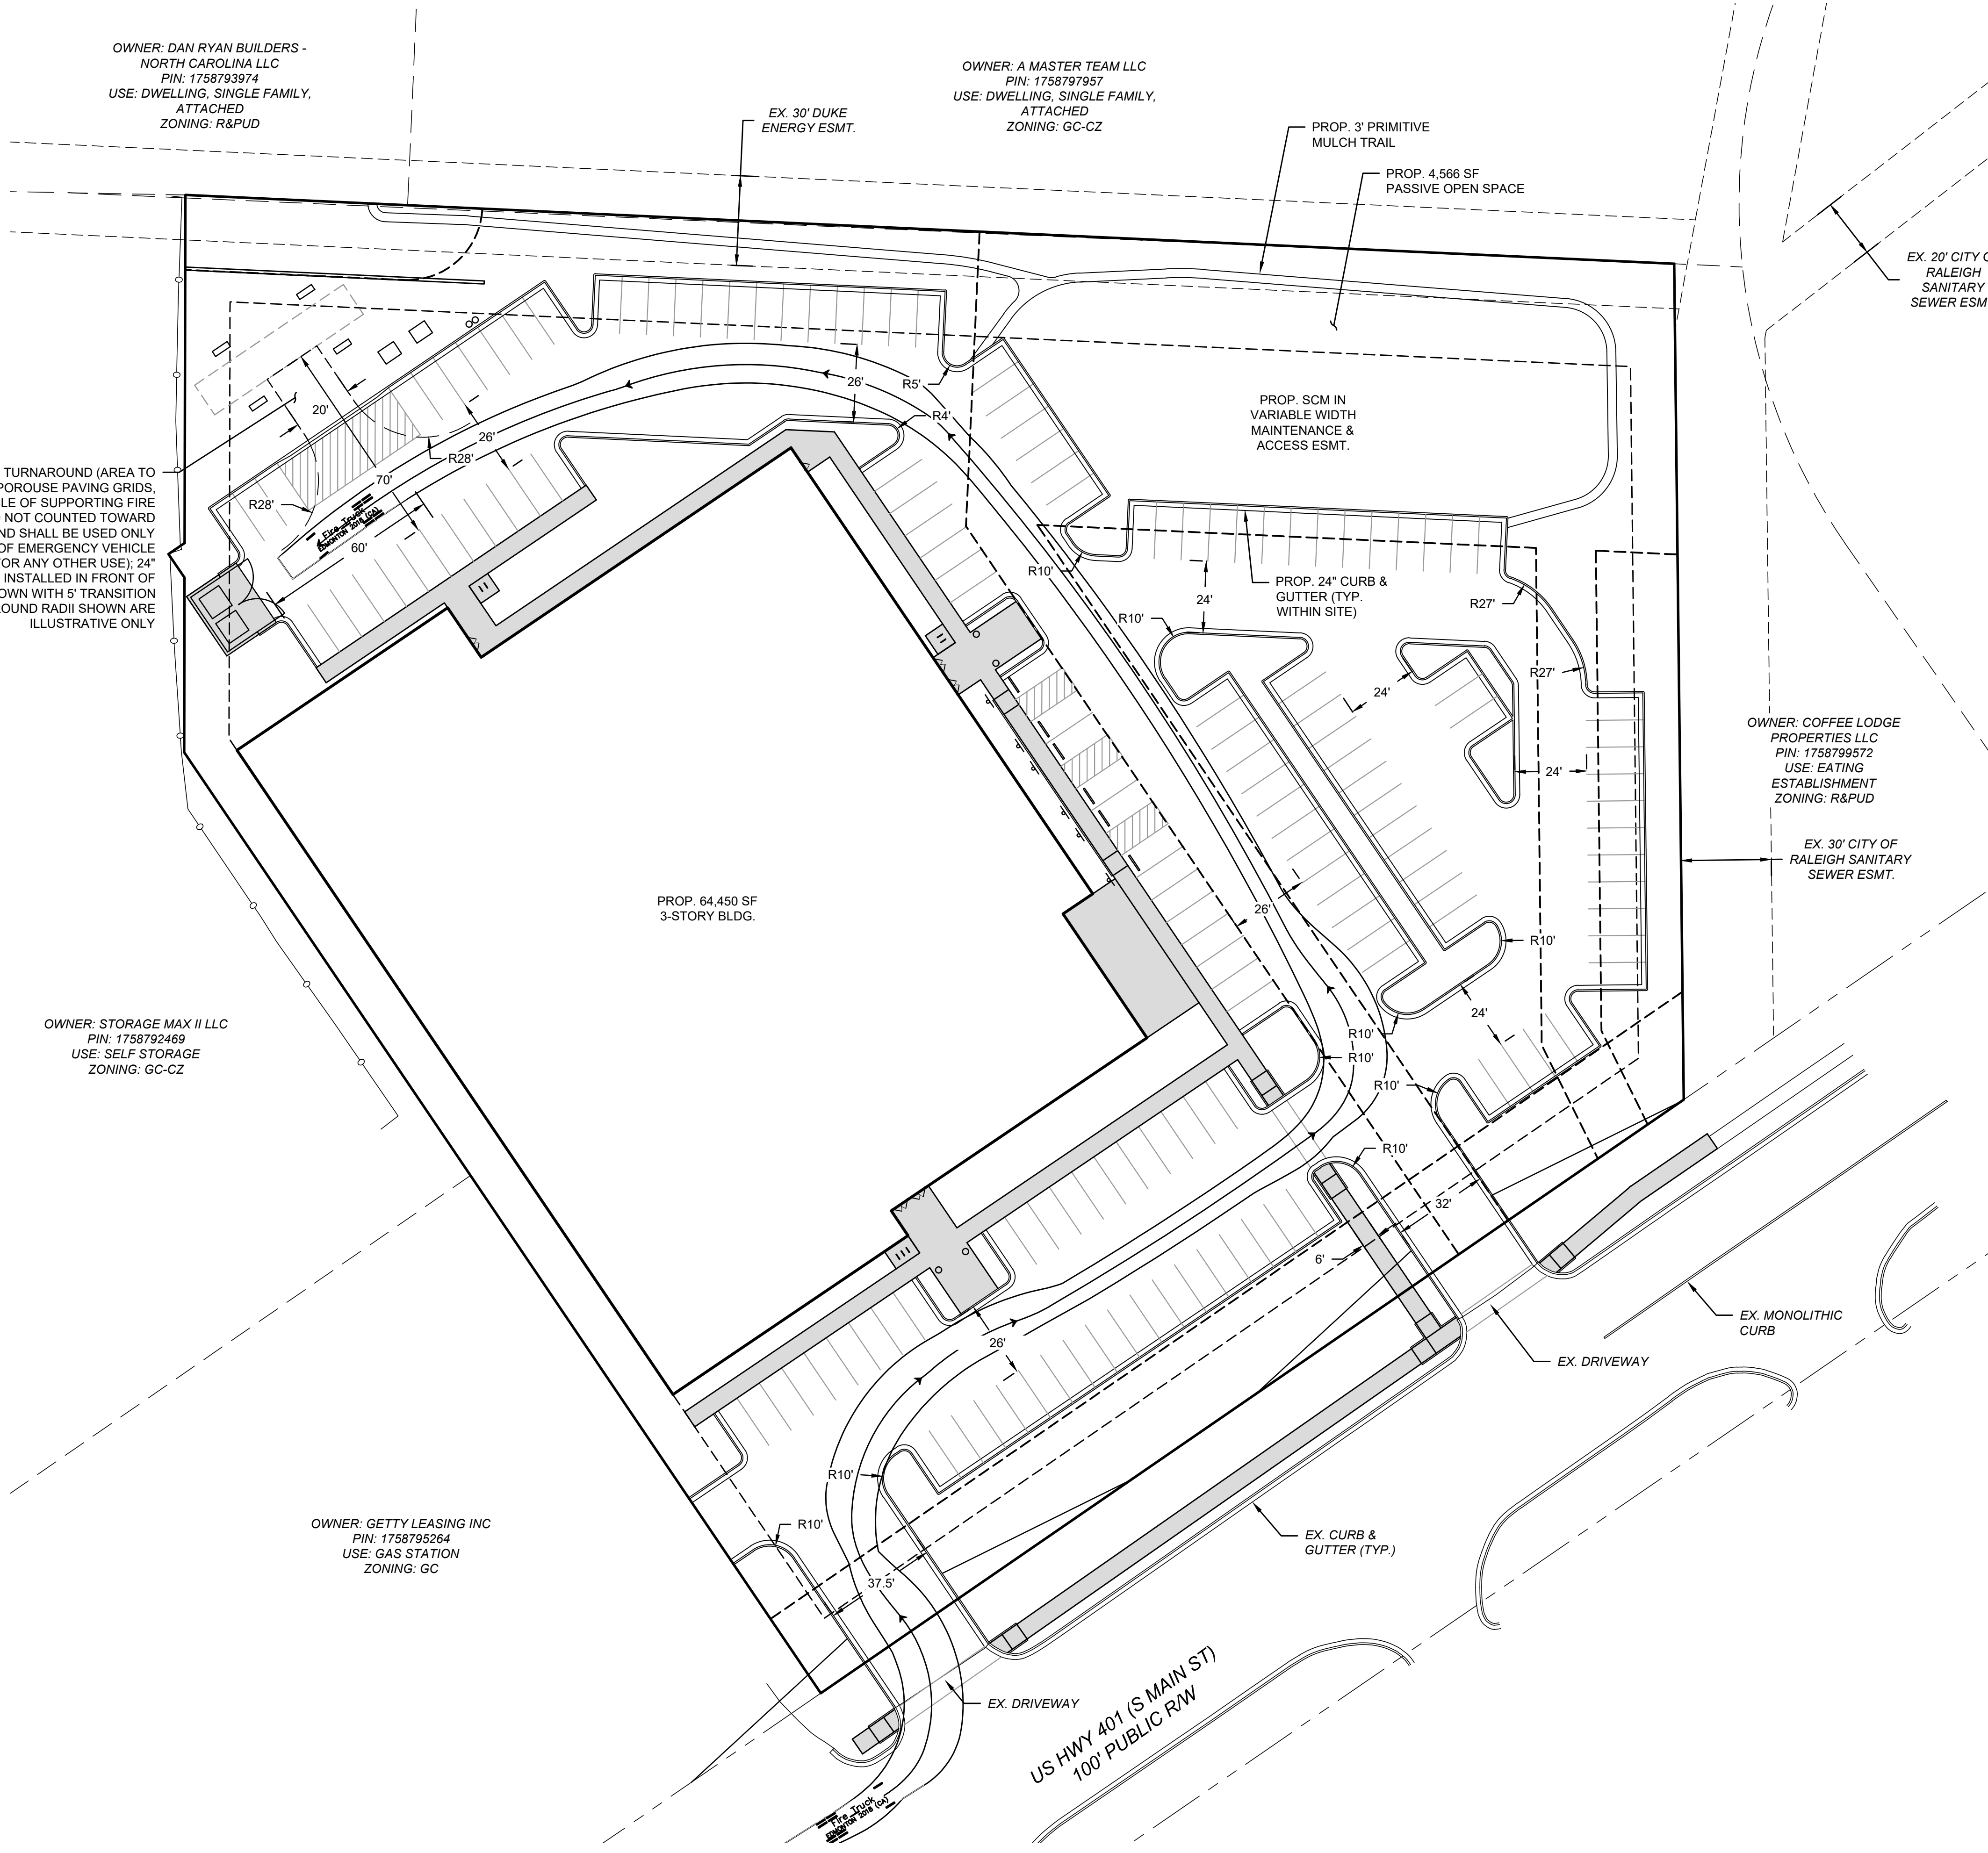 OWNER: DAN RYAN BUILDERS -
NORTH CAROLINA LLC
PIN: 1758793974
USE: DWELLING, SINGLE FAMILY,
ATTACHED
ZONING: R&PUD
OWNER: A MASTER TEAM LLC
PIN: 1758797957
USE: DWELLING, SINGLE FAMILY,
ATTACHED
ZONING: GC-CZ
EX. 30' DUKE
ENERGY ESMT.
PROP. 3' PRIMITIVE
MULCH TRAIL
PROP. 4,566 SF
PASSIVE OPEN SPACE
EX. 20' CITY O
RALEIGH
SANITARY
SEWER ESM
PROP. SCM IN
VARIABLE WIDTH
MAINTENANCE &
ACCESS ESMT.
26'
R5'
R4'
20'
26'
R28'
70'
R28'
60'
Fire Truck
EDMONTON 2018 (CA)
TURNAROUND (AREA TO
POROUSE PAVING GRIDS,
LE OF SUPPORTING FIRE
NOT COUNTED TOWARD
ND SHALL BE USED ONLY
OF EMERGENCY VEHICLE
OR ANY OTHER USE); 24"
INSTALLED IN FRONT OF
OWN WITH 5' TRANSITION
OUND RADII SHOWN ARE
ILLUSTRATIVE ONLY
R10'
24'
PROP. 24" CURB &
GUTTER (TYP.
WITHIN SITE)
R27'
R10'
R27'
24'
24'
OWNER: COFFEE LODGE
PROPERTIES LLC
PIN: 1758799572
USE: EATING
ESTABLISHMENT
ZONING: R&PUD
EX. 30' CITY OF
RALEIGH SANITARY
SEWER ESMT.
PROP. 64,450 SF
3-STORY BLDG.
26'
R10'
24'
R10'
R10'
R10'
OWNER: STORAGE MAX II LLC
PIN: 1758792469
USE: SELF STORAGE
ZONING: GC-CZ
R10'
32'
6'
EX. MONOLITHIC
CURB
EX. DRIVEWAY
26'
R10'
R10'
OWNER: GETTY LEASING INC
PIN: 1758795264
USE: GAS STATION
ZONING: GC
EX. CURB &
GUTTER (TYP.)
37.5'
EX. DRIVEWAY
US HWY 401 (S MAIN ST)
100' PUBLIC R/W
Fire Truck
EDMONTON 2018 (CA)